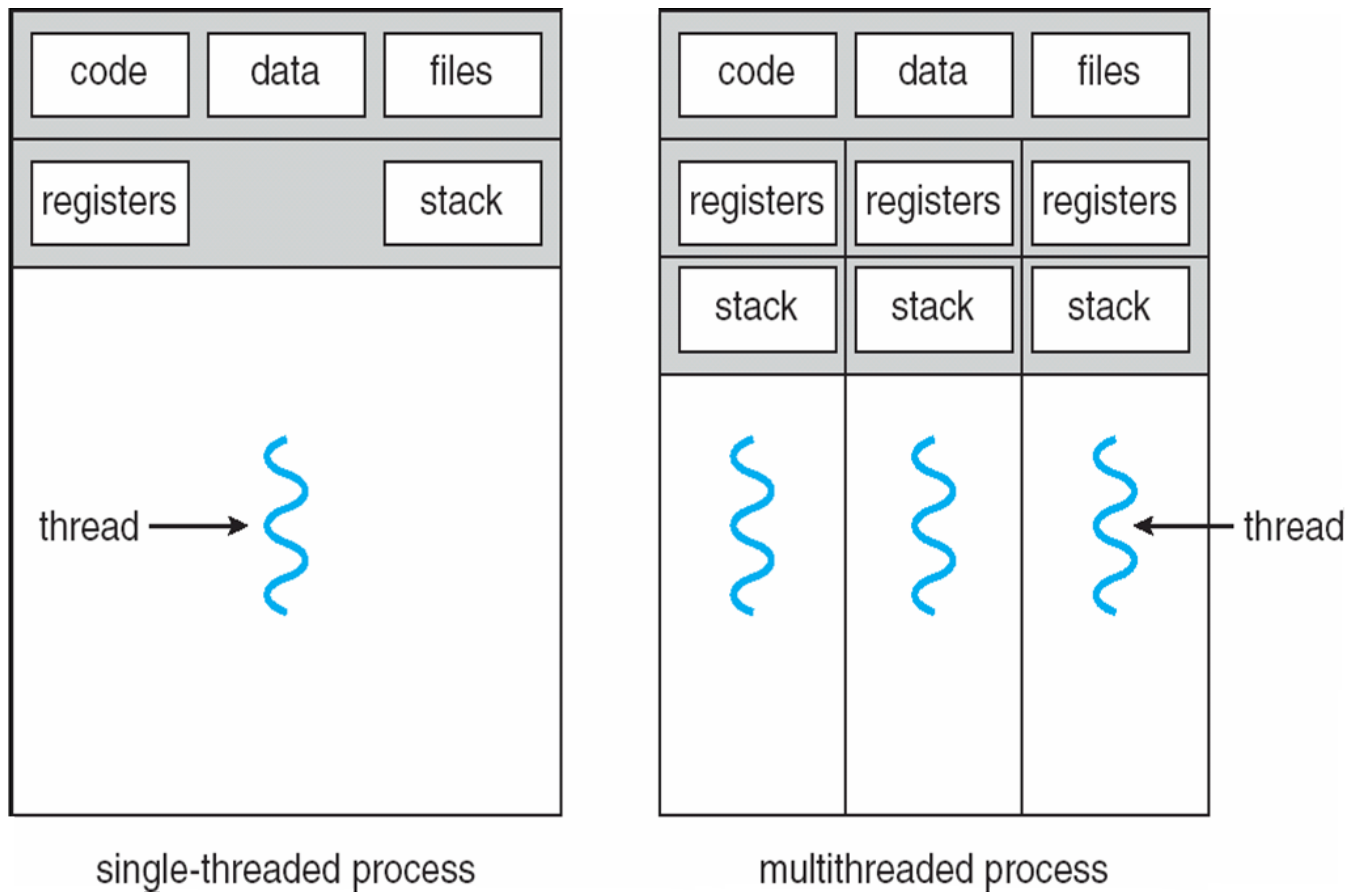 code data files code data files
registers stack registers registers registers
stack stack stack
thread thread
single-threaded process multithreaded process